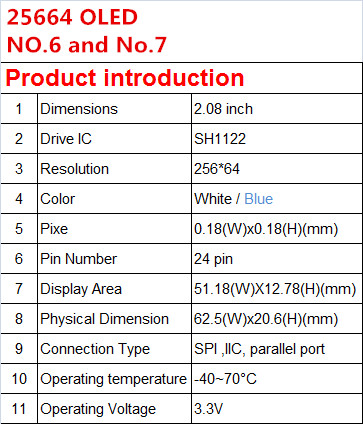 25664 OLED
NO.6 and No.7
Product introduction
1 Dimensions 2.08 inch
2 Drive IC SH1122
3 Resolution 256*64
4 Color White / Blue
5 Pixe 0.18(W)x0.18(H)(mm)
6 Pin Number 24 pin
7 Display Area 51.18(W)X12.78(H)(mm)
8 Physical Dimension 62.5(W)x20.6(H)(mm)
9 Connection Type SPI ,IIC, parallel port
10 Operating temperature -40~70°C
11 Operating Voltage 3.3V